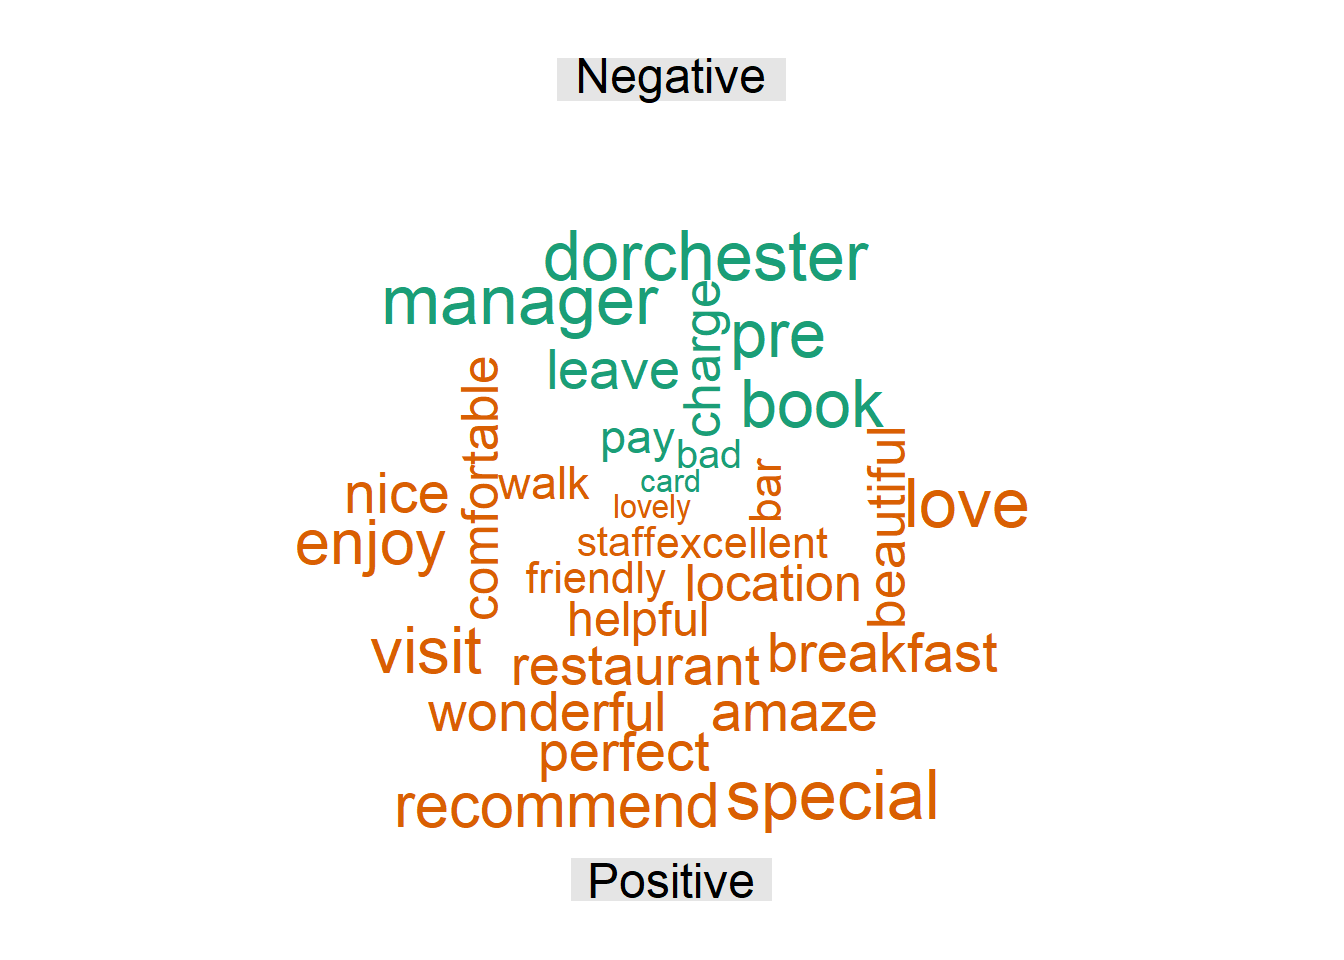 Negative
dorchester
manager
charge
pre
leave
book
comfortable
pay
bad
beautiful
nice
walk
card
bar
love
lovely
enjoy
staff
excellent
friendly
location
helpful
visit
restaurant
breakfast
wonderful
amaze
perfect
recommend
special
Positive